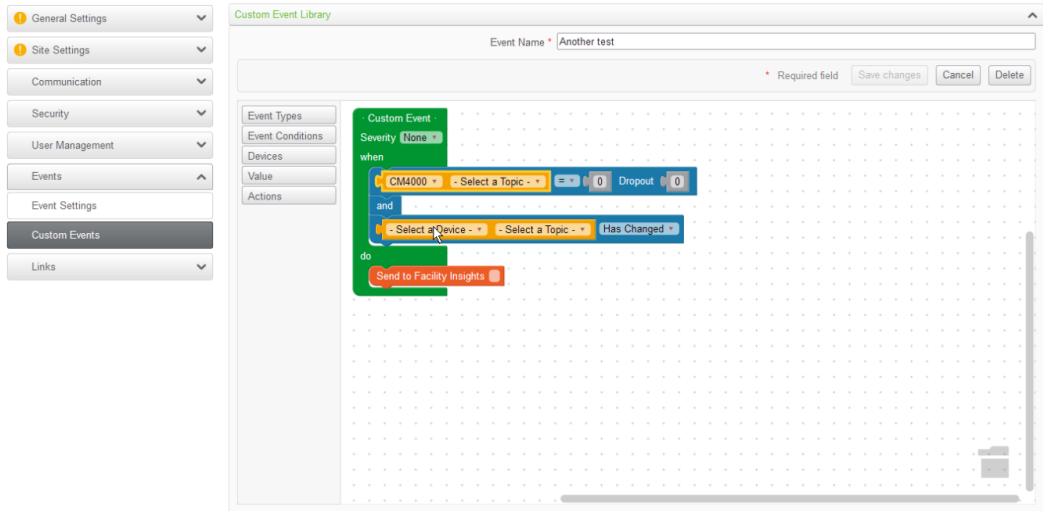 General Settings
Site Settings
Communication
Security
User Management
Events
Event Settings
Custom Events
Links
Custom Event Library
Event Name * Another test
* Required field Save changes Cancel Delete
Event Types
Event Conditions
Devices
Value
Actions
· Custom Event ·
Severity None
when
CM4000 - Select a Topic - = 0 Dropout 0
and
- Select a Device - - Select a Topic - Has Changed
do
Send to Facility Insights